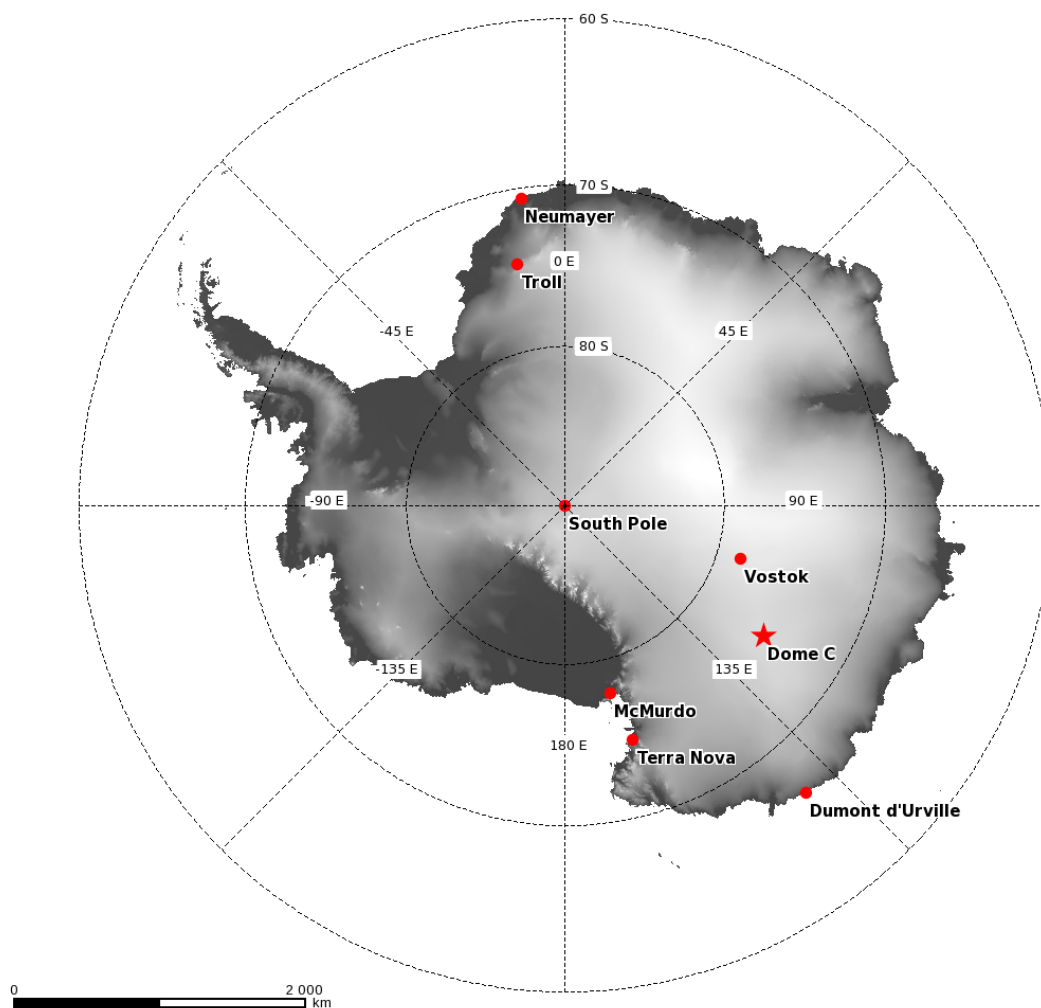 60 S
70 S
Neumayer
0 E
Troll
-45 E
45 E
80 S
-90 E
90 E
South Pole
Vostok
Dome C
-135 E
135 E
McMurdo
180 E
Terra Nova
Dumont d'Urville
0
2 000
km